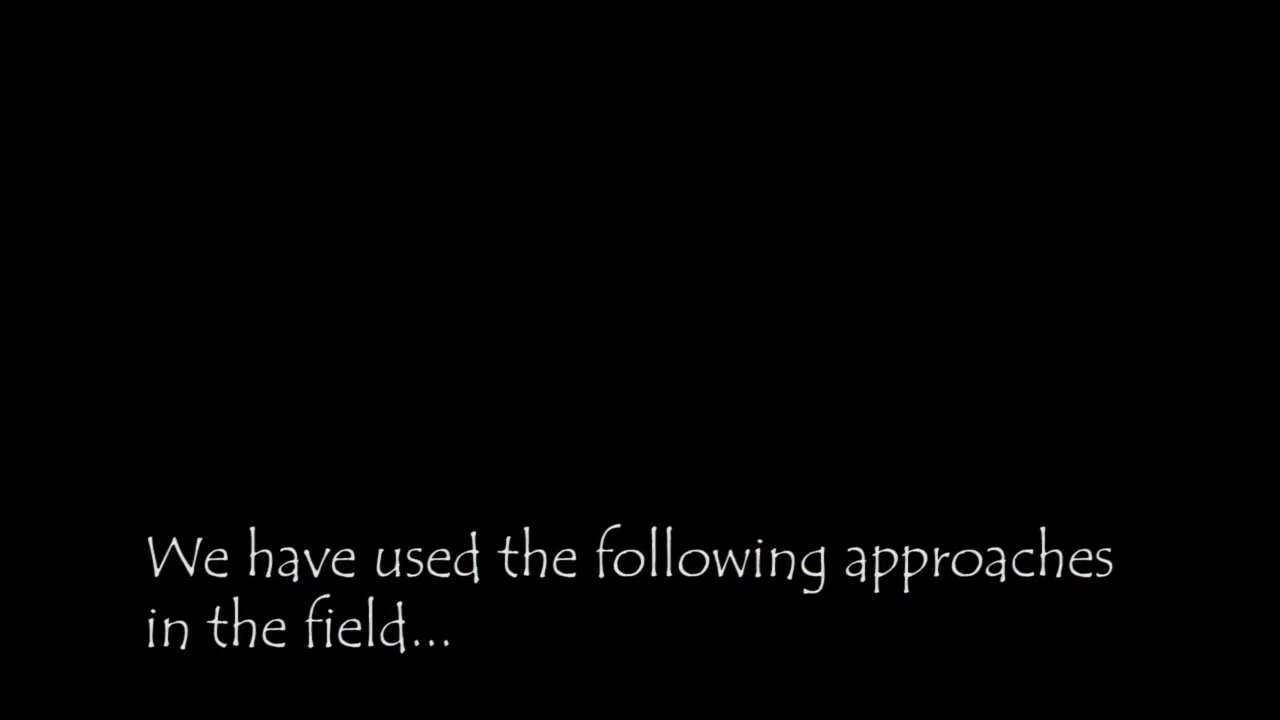 We have used the following approaches
in the field...